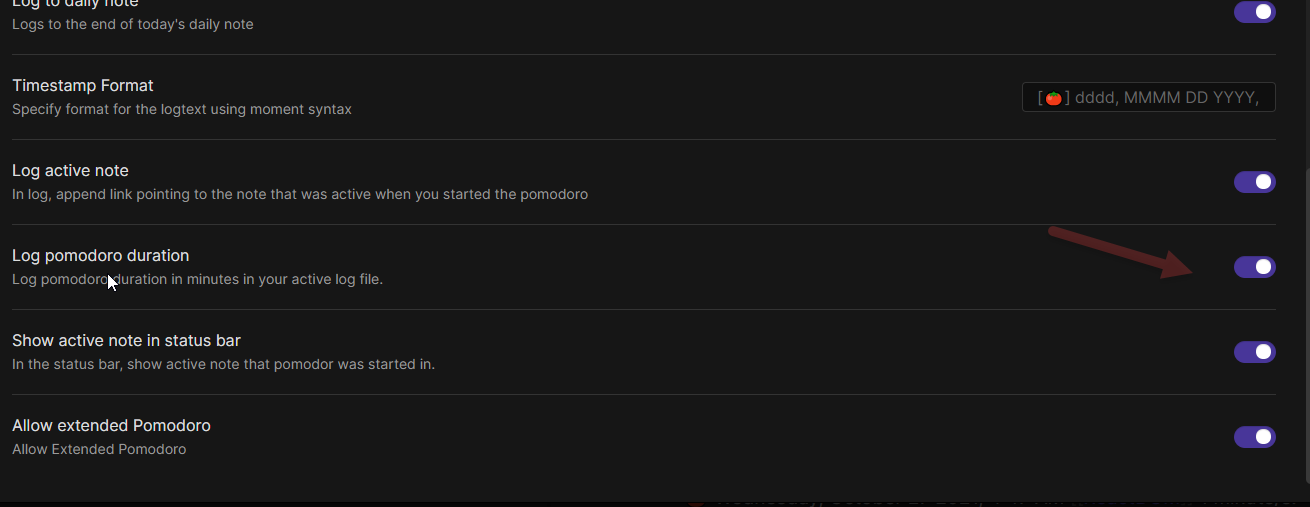 Log to daily note
Logs to the end of today's daily note
Timestamp Format
[🍅] dddd, MMMM DD YYYY,
Specify format for the logtext using moment syntax
Log active note
In log, append link pointing to the note that was active when you started the pomodoro
Log pomodoro duration
Log pomodoro duration in minutes in your active log file.
Show active note in status bar
In the status bar, show active note that pomodor was started in.
Allow extended Pomodoro
Allow Extended Pomodoro